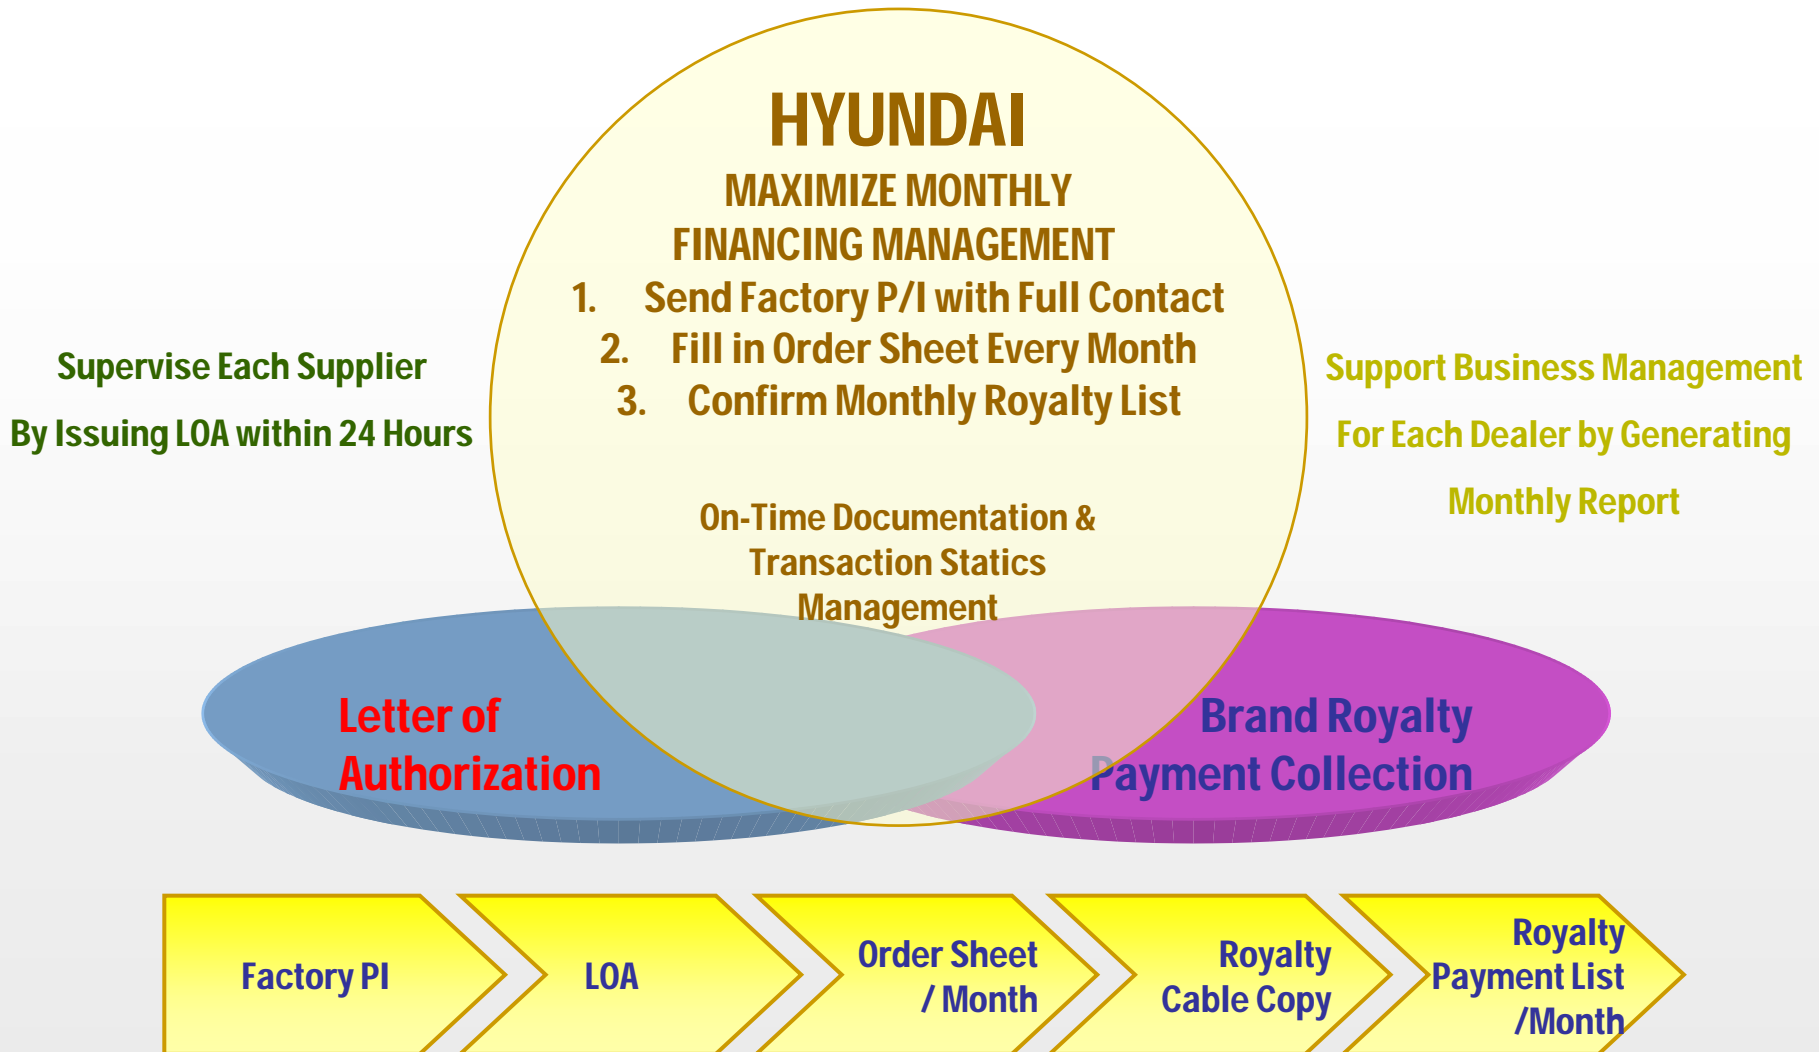 HYUNDAI
MAXIMIZE MONTHLY
FINANCING MANAGEMENT
1. Send Factory P/I with Full Contact
2. Fill in Order Sheet Every Month
3. Confirm Monthly Royalty List
On-Time Documentation &
Transaction Statics
Management
Supervise Each Supplier
By Issuing LOA within 24 Hours
Support Business Management
For Each Dealer by Generating
Monthly Report
Letter of
Authorization
Brand Royalty
Payment Collection
Factory PI
LOA
Order Sheet
/ Month
Royalty
Cable Copy
Royalty
Payment List
/Month